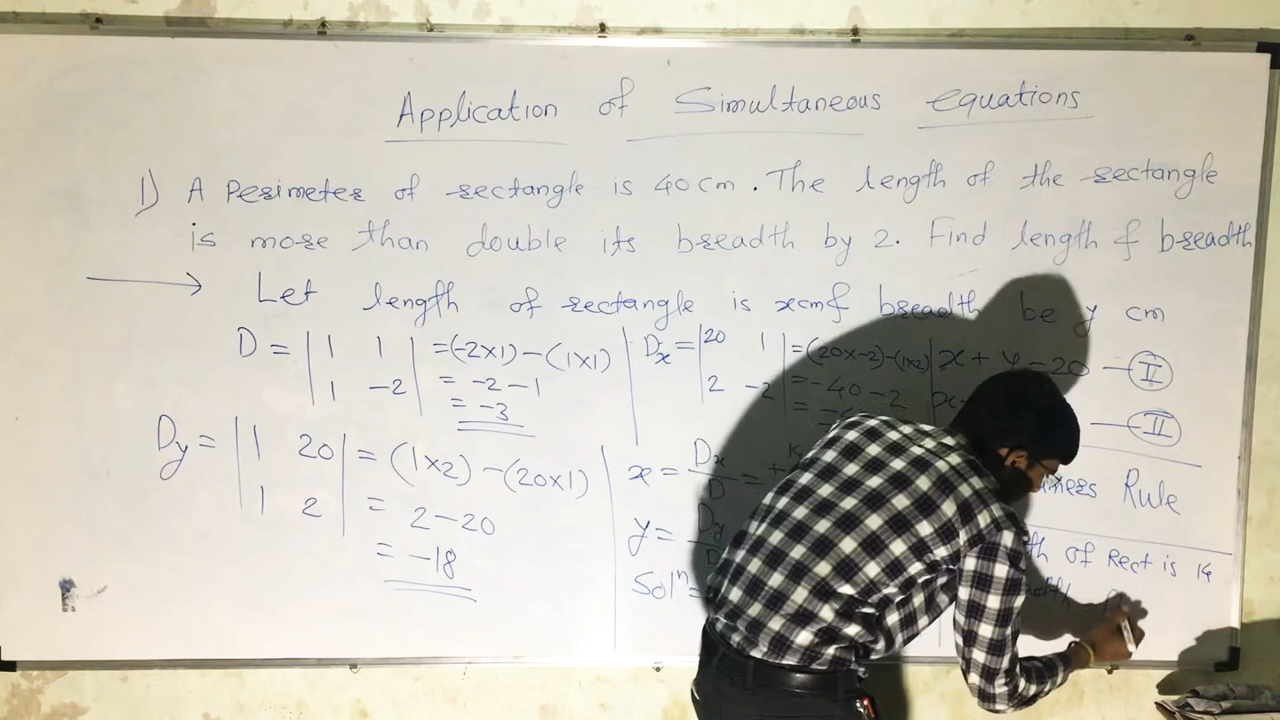 Application of Simultaneous equations
1) A Perimeter of rectangle is 40cm. The length of the rectangle
is more than double its breadth by 2. Find length & breadth
→ Let length of rectangle is xcm & breadth be y cm
D = | 1 1 | = (-2×1) - (1×1)
| 1 -2 | = -2-1
= -3
Dx = | 20 1 | = (20×-2) - (1×2)
| 2 -2 | = -40-2
x + y = 20 — II
— II
Dy = | 1 20 | = (1×2) - (20×1)
| 1 2 | = 2-20
= -18
x = Dx/D =
y = Dy/
Solⁿ =
Rule
of Rect is 14